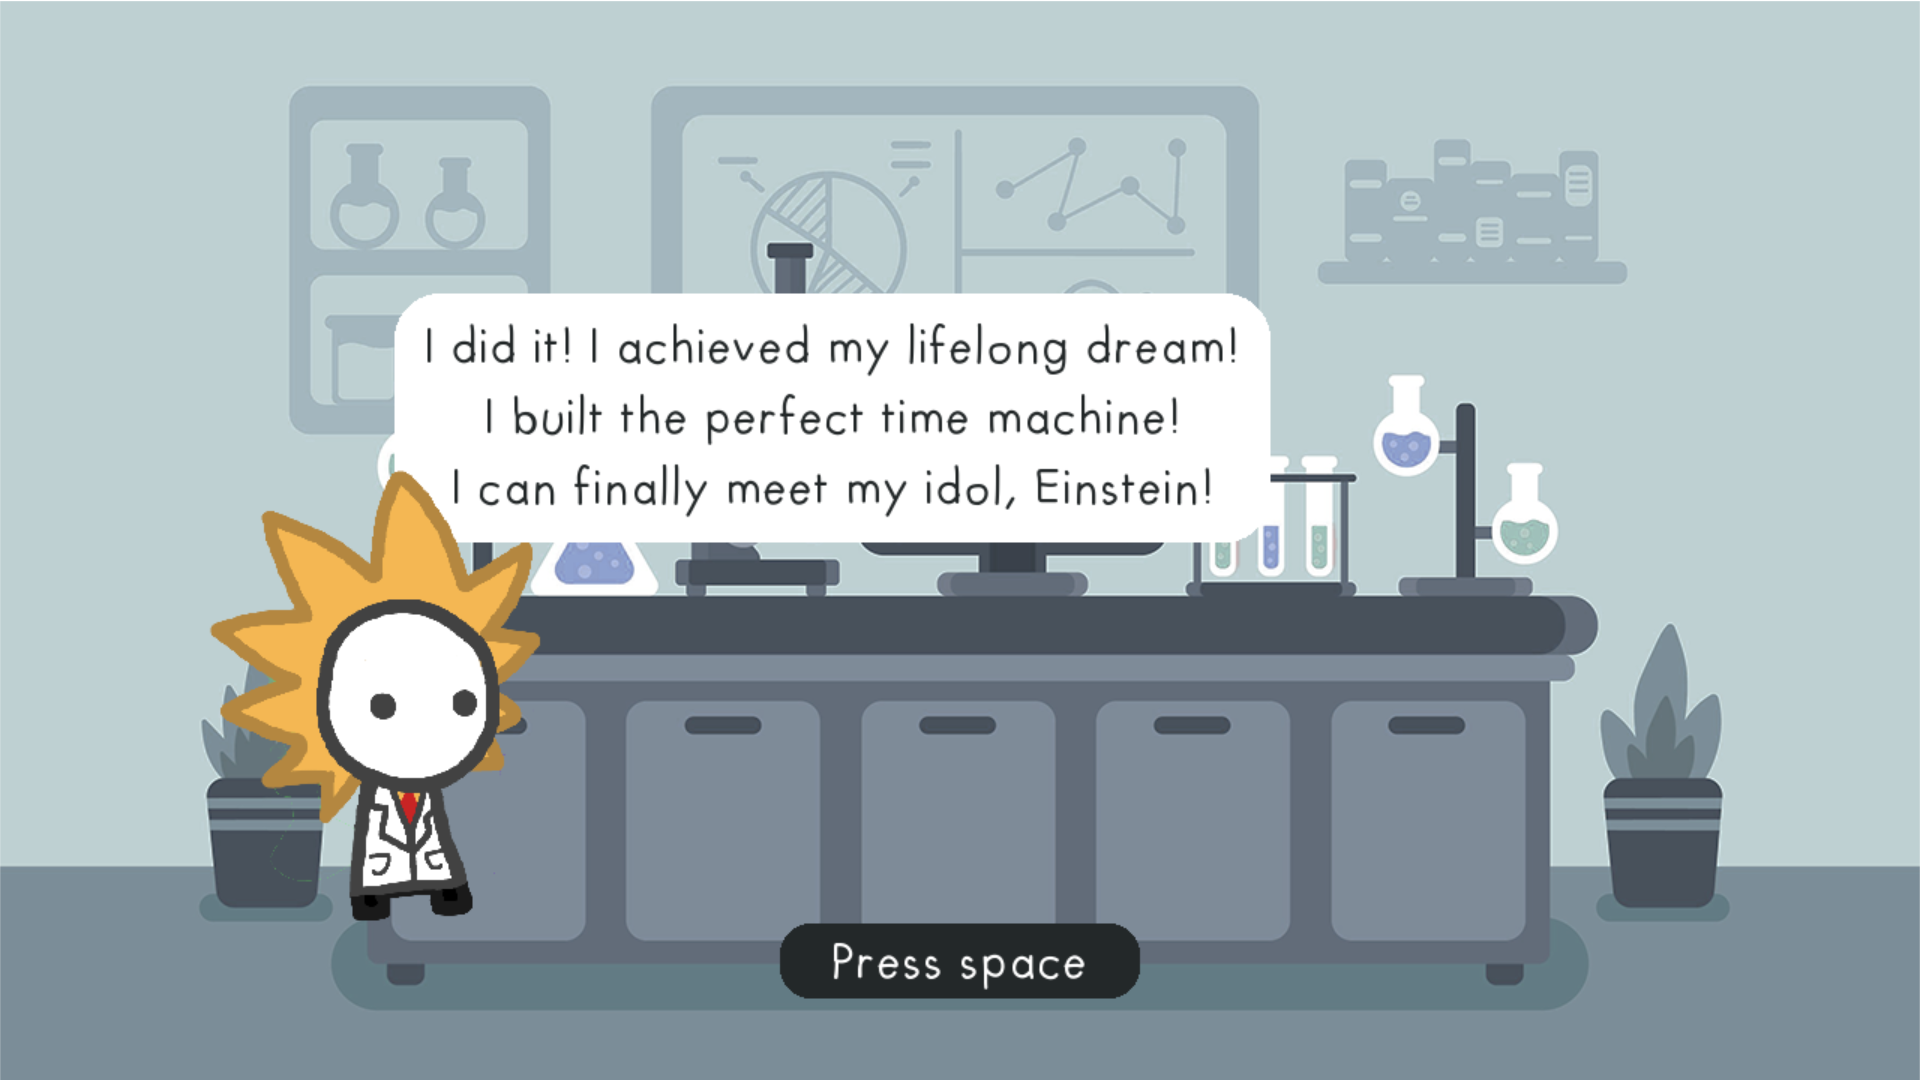 I did it! I achieved my lifelong dream!
I built the perfect time machine!
I can finally meet my idol, Einstein!
Press space